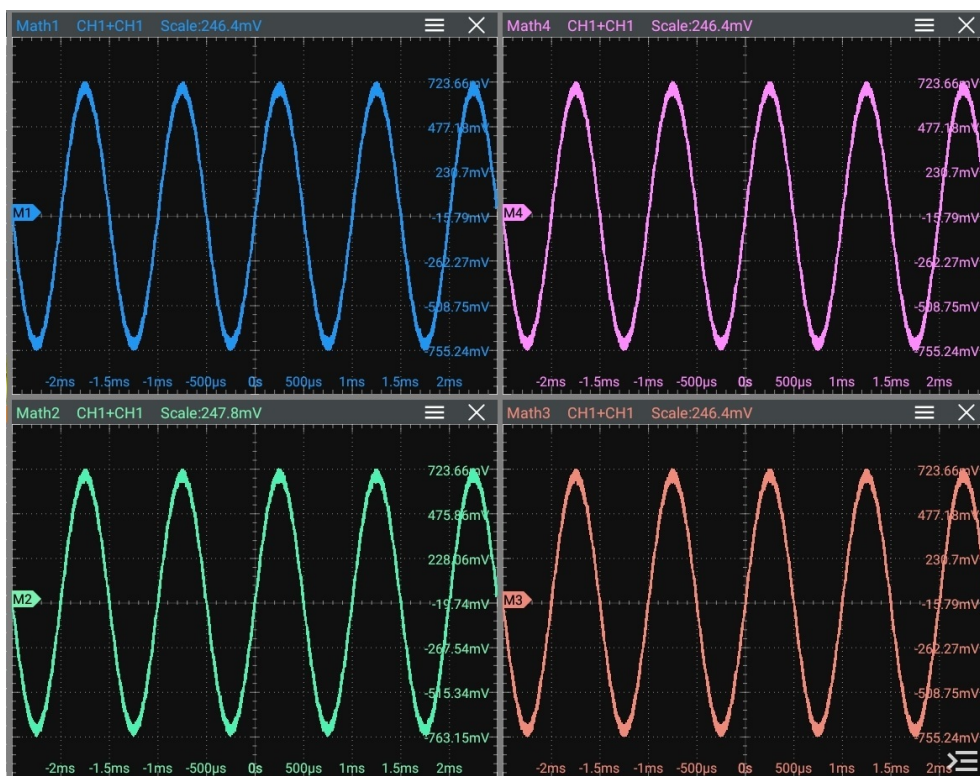 Math1 CH1+CH1 Scale:246.4mV
723.66mV
477.18mV
230.7mV
M1
-15.79mV
-262.27mV
-508.75mV
-755.24mV
-2ms -1.5ms -1ms -500µs 0s 500µs 1ms 1.5ms 2ms
Math4 CH1+CH1 Scale:246.4mV
723.66mV
477.18mV
230.7mV
M4
-15.79mV
-262.27mV
-508.75mV
-755.24mV
-2ms -1.5ms -1ms -500µs 0s 500µs 1ms 1.5ms 2ms
Math2 CH1+CH1 Scale:247.8mV
723.66mV
475.86mV
228.06mV
M2
-19.74mV
-267.54mV
-515.34mV
-763.15mV
-2ms -1.5ms -1ms -500µs 0s 500µs 1ms 1.5ms 2ms
Math3 CH1+CH1 Scale:246.4mV
723.66mV
477.18mV
230.7mV
M3
-15.79mV
-262.27mV
-508.75mV
-755.24mV
-2ms -1.5ms -1ms -500µs 0s 500µs 1ms 1.5ms 2ms